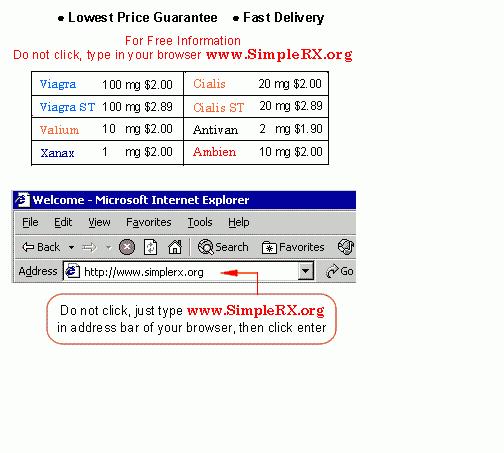 ● Lowest Price Guarantee ● Fast Delivery
For Free Information
Do not click, type in your browser www.SimpleRX.org
Viagra 100 mg $2.00 Cialis 20 mg $2.00
Viagra ST 100 mg $2.89 Cialis ST 20 mg $2.89
Valium 10 mg $2.00 Antivan 2 mg $1.90
Xanax 1 mg $2.00 Ambien 10 mg $2.00
Welcome - Microsoft Internet Explorer
File Edit View Favorites Tools Help
Back Search Favorites
Address http://www.simplerx.org Go
Do not click, just type www.SimpleRX.org
in address bar of your browser, then click enter